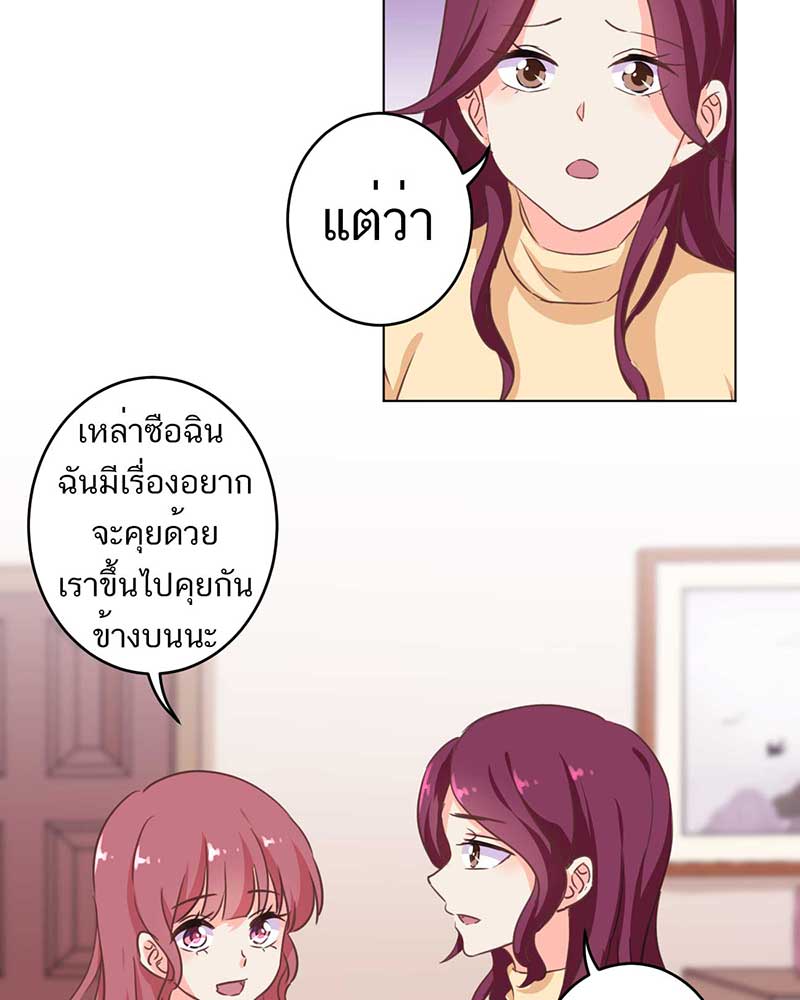 แต่ว่า
เหล่าซือฉิน
ฉันมีเรื่องอยาก
จะคุยด้วย
เราขึ้นไปคุยกัน
ข้างบนนะ